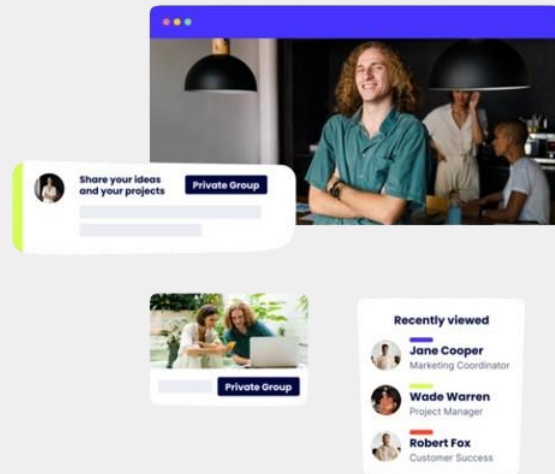 Share your ideas
and your projects
Private Group
Private Group
Recently viewed
Jane Cooper
Marketing Coordinator
Wade Warren
Project Manager
Robert Fox
Customer Success